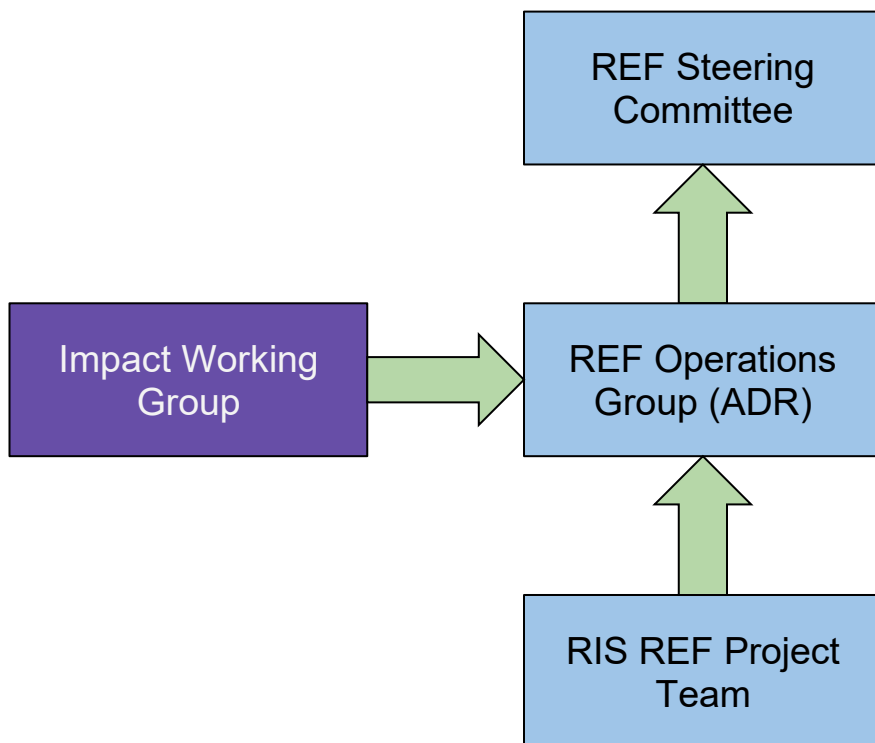 REF Steering
Committee
Impact Working
Group
REF Operations
Group (ADR)
RIS REF Project
Team